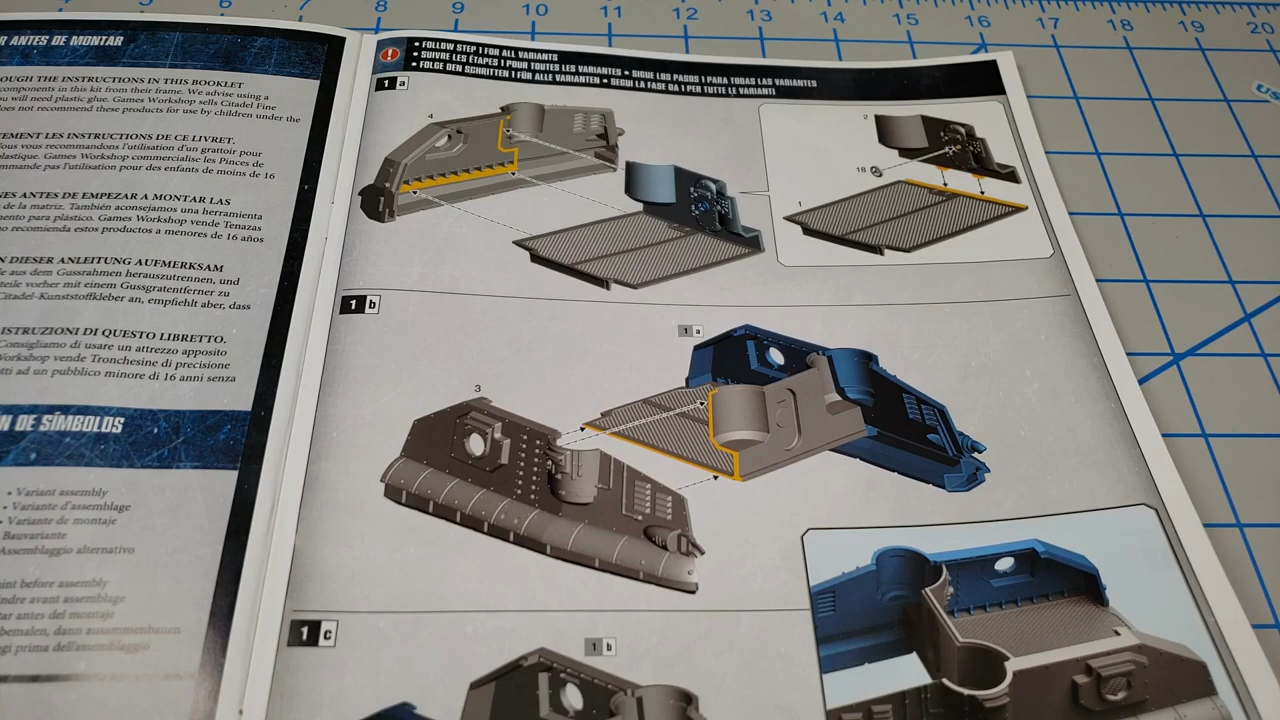 7 8 9 10 11 12 13 14 15 16 17 18 19 20
R ANTES DE MONTAR
OUGH THE INSTRUCTIONS IN THIS BOOKLET
components in this kit from their frame. We advise using a
u will need plastic glue. Games Workshop sells Citadel Fine
oes not recommend these products for use by children under the
EMENT LES INSTRUCTIONS DE CE LIVRET.
ous vous recommandons l'utilisation d'un grattoir pour
plastique. Games Workshop commercialise les Pinces de
mmande pas l'utilisation pour des enfants de moins de 16
NES ANTES DE EMPEZAR A MONTAR LAS
de la matriz. También aconsejamos una herramienta
nento para plástico. Games Workshop vende Tenazas
o recomienda estos productos a menores de 16 años
N DIESER ANLEITUNG AUFMERKSAM
e aus dem Gussrahmen herauszutrennen, und
teile vorher mit einem Gussgratentferner zu
Citadel-Kunststoffkleber an, empfiehlt aber, dass
ISTRUZIONI DI QUESTO LIBRETTO.
Consigliamo di usare un attrezzo apposito
Workshop vende Tronchesine di precisione
tti ad un pubblico minore di 16 anni senza
N DE SÍMBOLOS
• Variant assembly
• Variante d'assemblage
• Variante de montaje
Bauvariante
Assemblaggio alternativo
int before assembly
indre avant assemblage
tar antes del montaje
bemalen, dann zusammenbauen
gi prima dell'assemblaggio
• FOLLOW STEP 1 FOR ALL VARIANTS
• SUIVRE LES ÉTAPES 1 POUR TOUTES LES VARIANTES • SIGUE LOS PASOS 1 PARA TODAS LAS VARIANTES
• FOLGE DEN SCHRITTEN 1 FÜR ALLE VARIANTEN • SEGUI LA FASE DA 1 PER TUTTE LE VARIANTI
1 a
4
2
18
1
1 b
1 a
3
1 c
1 b